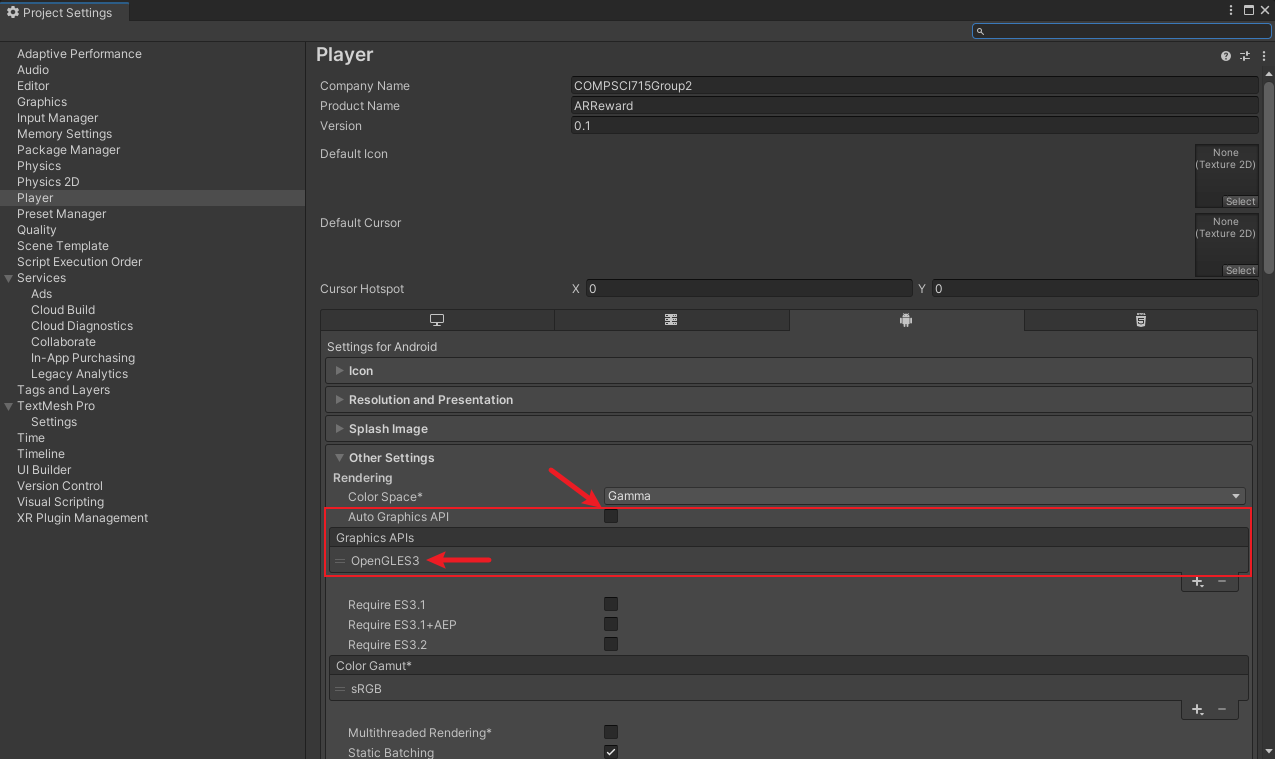 Project Settings
Adaptive Performance
Audio
Editor
Graphics
Input Manager
Memory Settings
Package Manager
Physics
Physics 2D
Player
Preset Manager
Quality
Scene Template
Script Execution Order
Services
Ads
Cloud Build
Cloud Diagnostics
Collaborate
In-App Purchasing
Legacy Analytics
Tags and Layers
TextMesh Pro
Settings
Time
Timeline
UI Builder
Version Control
Visual Scripting
XR Plugin Management
Player
Company Name COMPSCI715Group2
Product Name ARReward
Version 0.1
Default Icon
None
(Texture 2D)
Select
Default Cursor
None
(Texture 2D)
Select
Cursor Hotspot X 0 Y 0
Settings for Android
Icon
Resolution and Presentation
Splash Image
Other Settings
Rendering
Color Space* Gamma
Auto Graphics API
Graphics APIs
OpenGLES3
Require ES3.1
Require ES3.1+AEP
Require ES3.2
Color Gamut*
sRGB
Multithreaded Rendering*
Static Batching